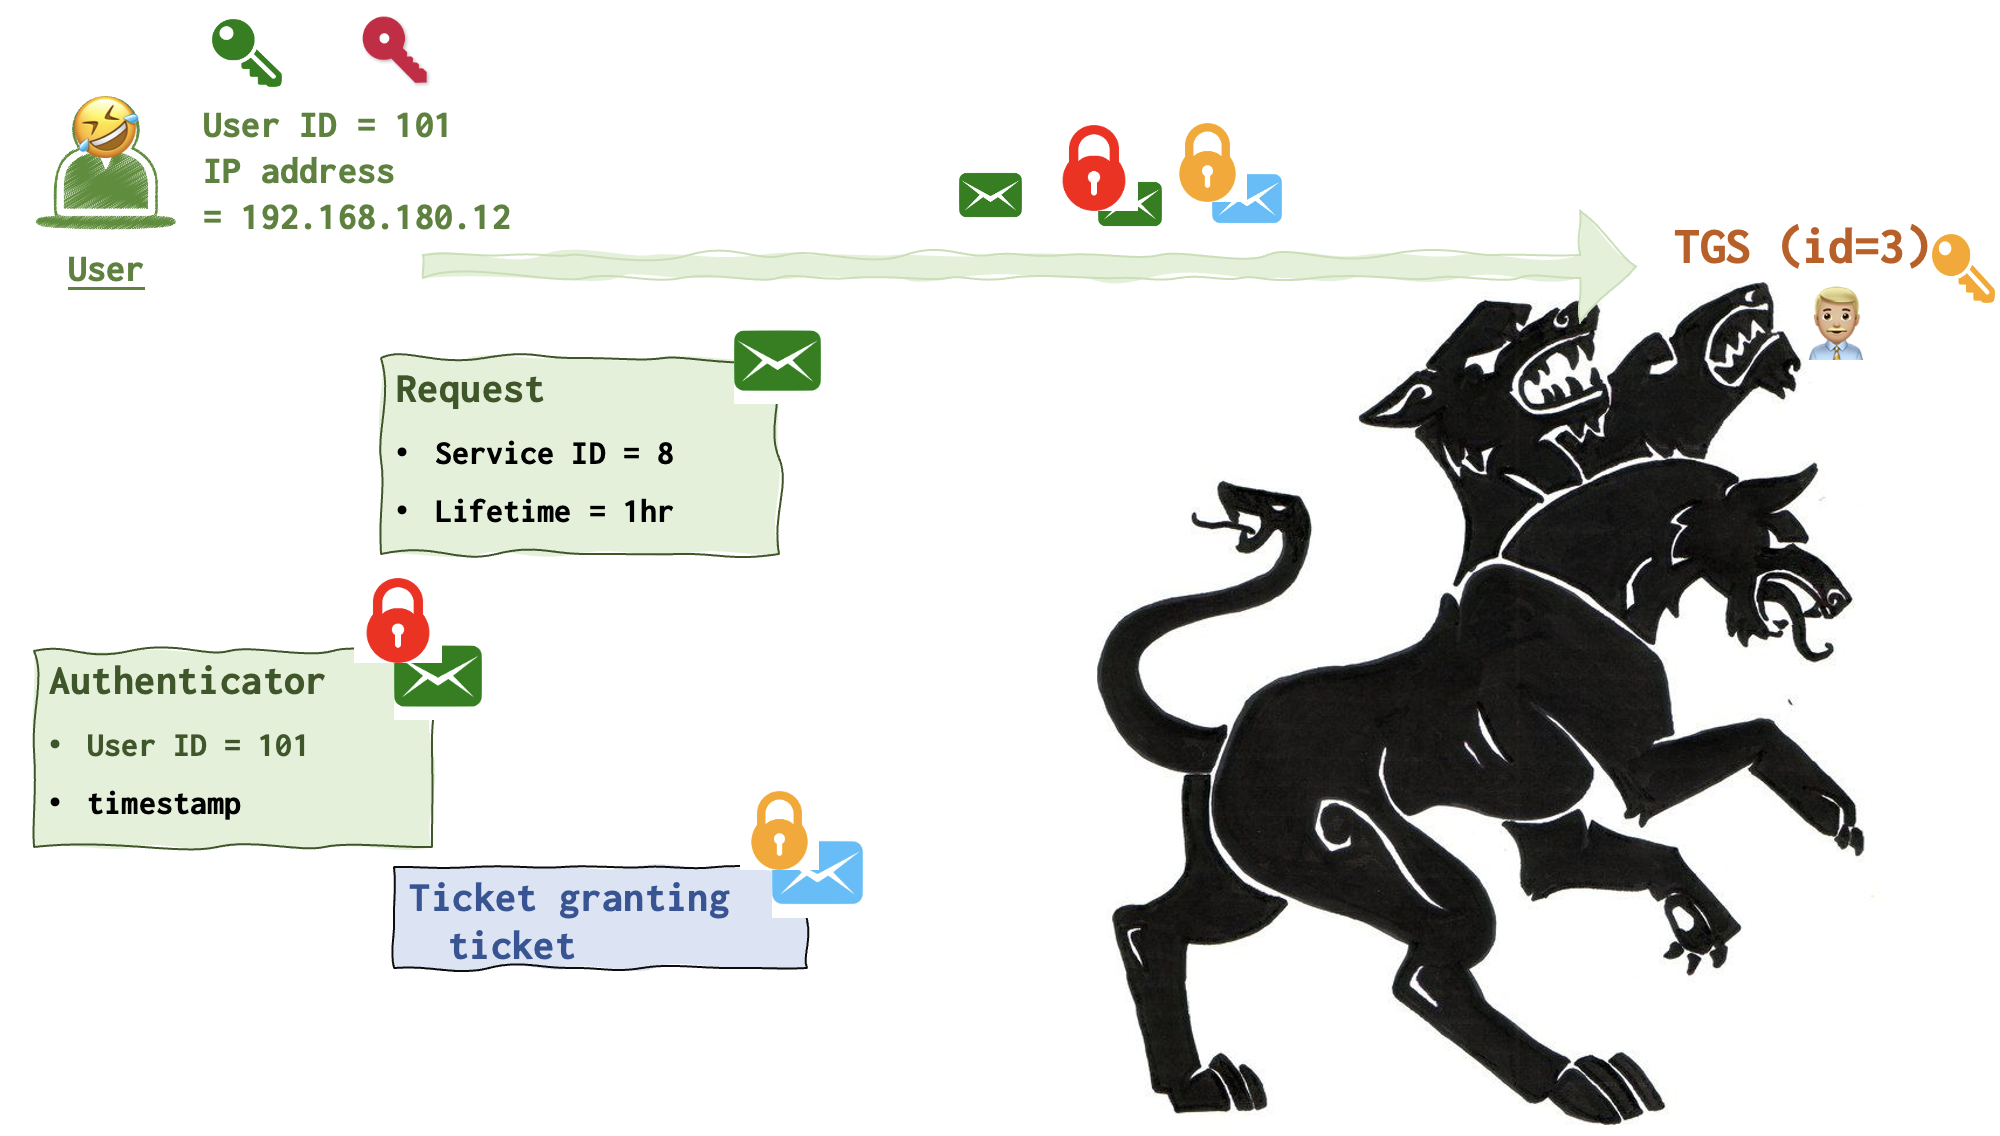 User ID = 101
IP address
= 192.168.180.12
User
TGS (id=3)
Request
• Service ID = 8
• Lifetime = 1hr
Authenticator
• User ID = 101
• timestamp
Ticket granting
ticket